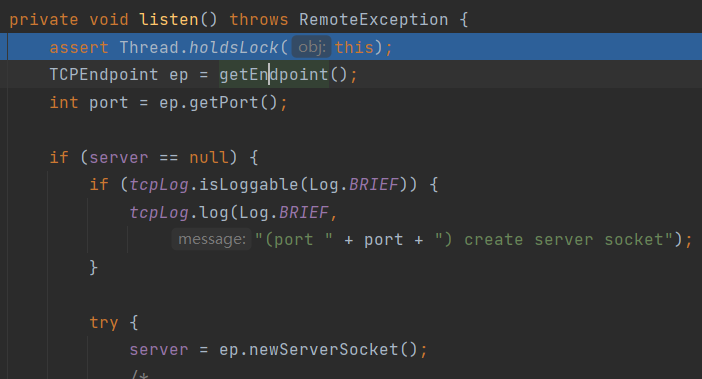 private void listen() throws RemoteException {
assert Thread.holdsLock( obj: this);
TCPEndpoint ep = getEndpoint();
int port = ep.getPort();
if (server == null) {
if (tcpLog.isLoggable(Log.BRIEF)) {
tcpLog.log(Log.BRIEF,
message: "(port " + port + ") create server socket");
}
try {
server = ep.newServerSocket();
/*